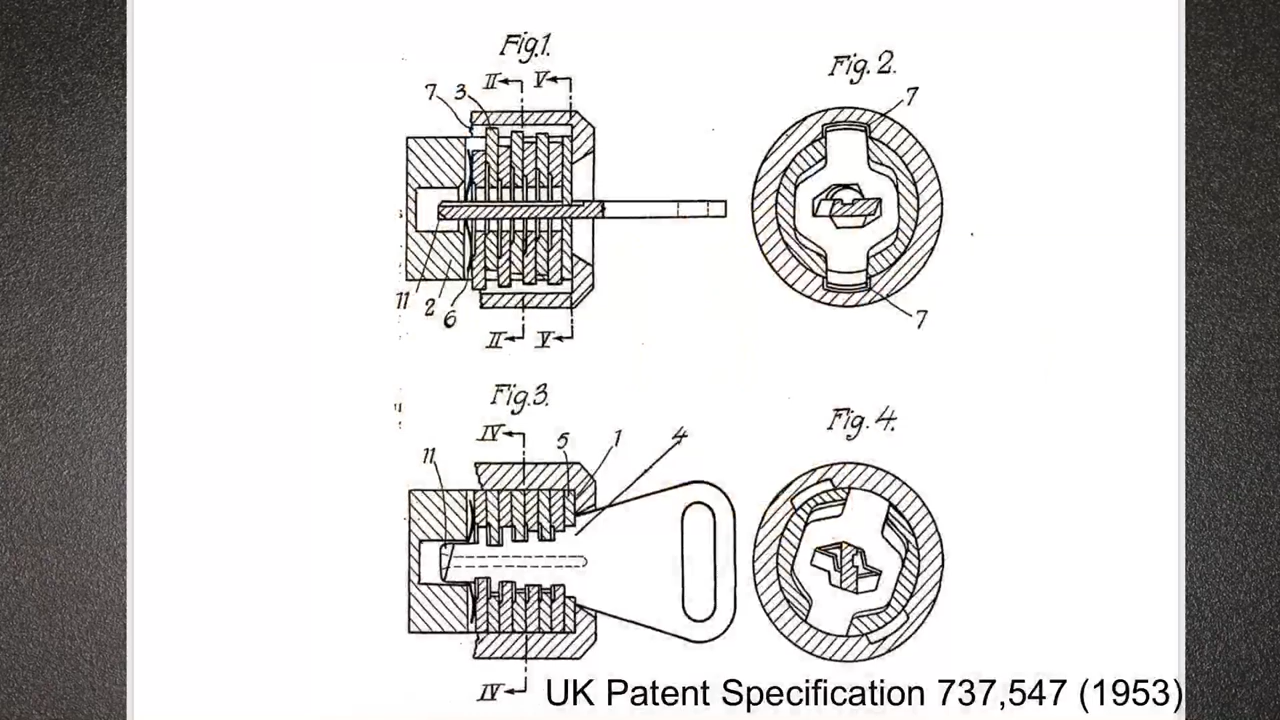 Fig.1.
II V
7 3
11 2 6
II V
Fig. 2.
7
7
Fig.3.
IV 5 1 4
11
IV
Fig. 4.
UK Patent Specification 737,547 (1953)